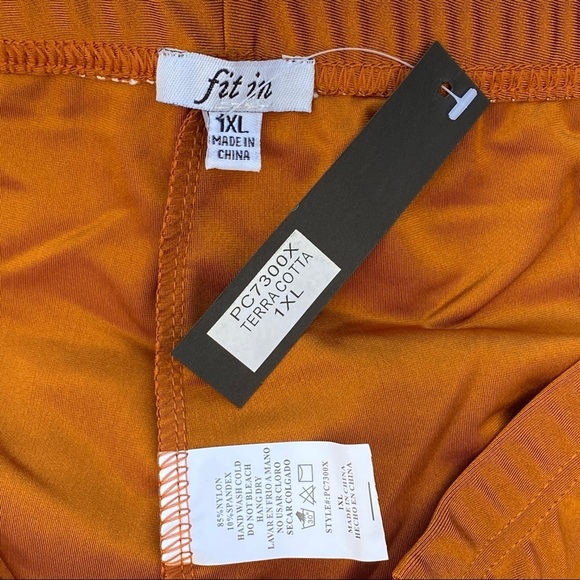 fit in
1XL
MADE IN
CHINA
PC7300X
TERRACOTTA
1XL
85%NYLON
10%SPANDEX
HAND WASH COLD
DO NOT BLEACH
HANG DRY
LAVAR EN FRIO A MANO
NO USAR CLORO
SECAR COLGADO
STYLE#:PC7300X
1XL
MADE IN CHINA
HECHO EN CHINA